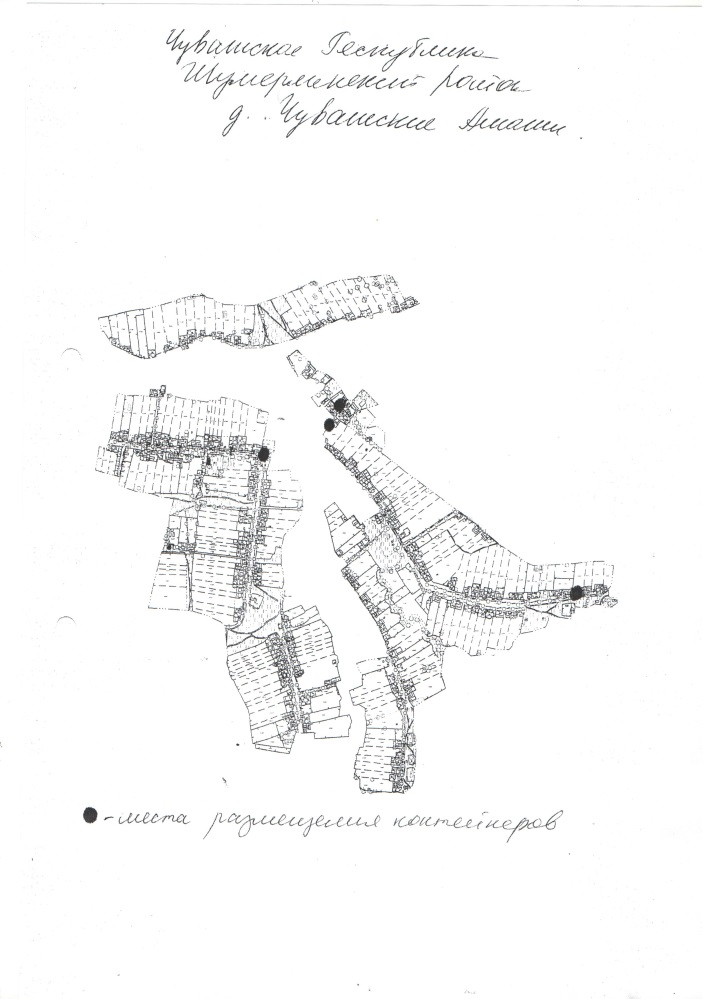 Чувашская Республика
Шумерлинский район
д. Чувашские Алгаши.
- места размещения контейнеров